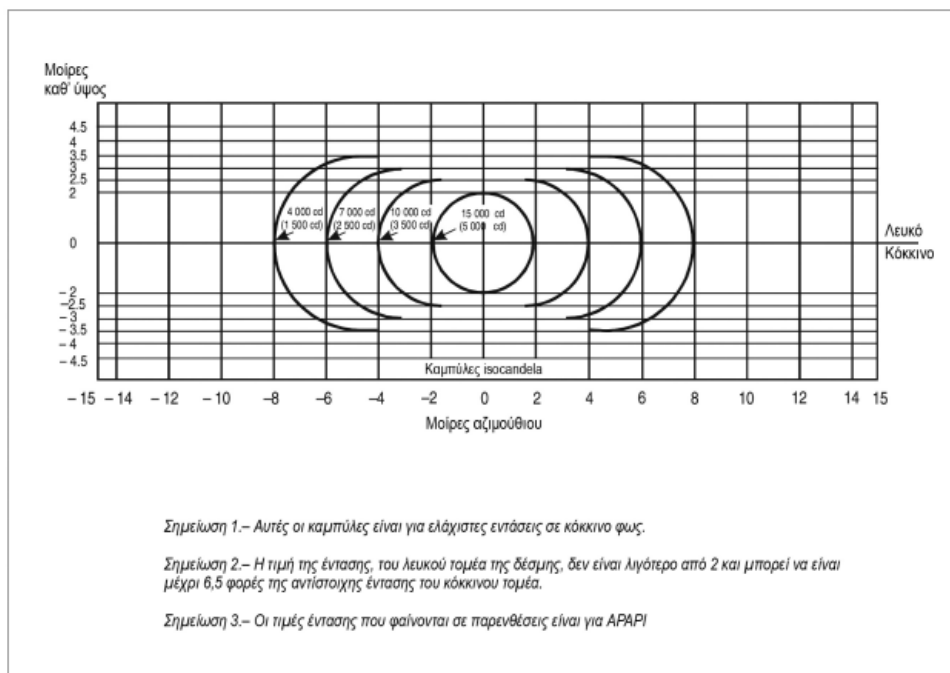 Μοίρες
καθ' ύψος
4.5
4
3.5
3
2.5
2
4 000 cd 7 000 cd 10 000 cd 15 000 cd
(1 500 cd) (2 500 cd) (3 500 cd) (5 000 cd)
0
Λευκό
Κόκκινο
– 2
–2.5
– 3
– 3.5
– 4
– 4.5
Καμπύλες isocandela
– 15 – 14 – 12 – 10 –8 –6 –4 –2 0 2 4 6 8 10 12 14 15
Μοίρες αζιμούθιου
Σημείωση 1.– Αυτές οι καμπύλες είναι για ελάχιστες εντάσεις σε κόκκινο φως.
Σημείωση 2.– Η τιμή της έντασης, του λευκού τομέα της δέσμης, δεν είναι λιγότερο από 2 και μπορεί να είναι
μέχρι 6,5 φορές της αντίστοιχης έντασης του κόκκινου τομέα.
Σημείωση 3.– Οι τιμές έντασης που φαίνονται σε παρενθέσεις είναι για APAPI